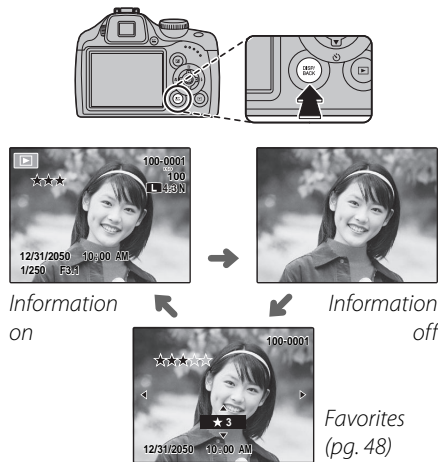 DISP/
BACK
100-0001
100
L 4:3 N
12/31/2050 10:00 AM
1/250 F3.1
Information
on
Information
off
100-0001
3
12/31/2050 10:00 AM
Favorites
(pg. 48)